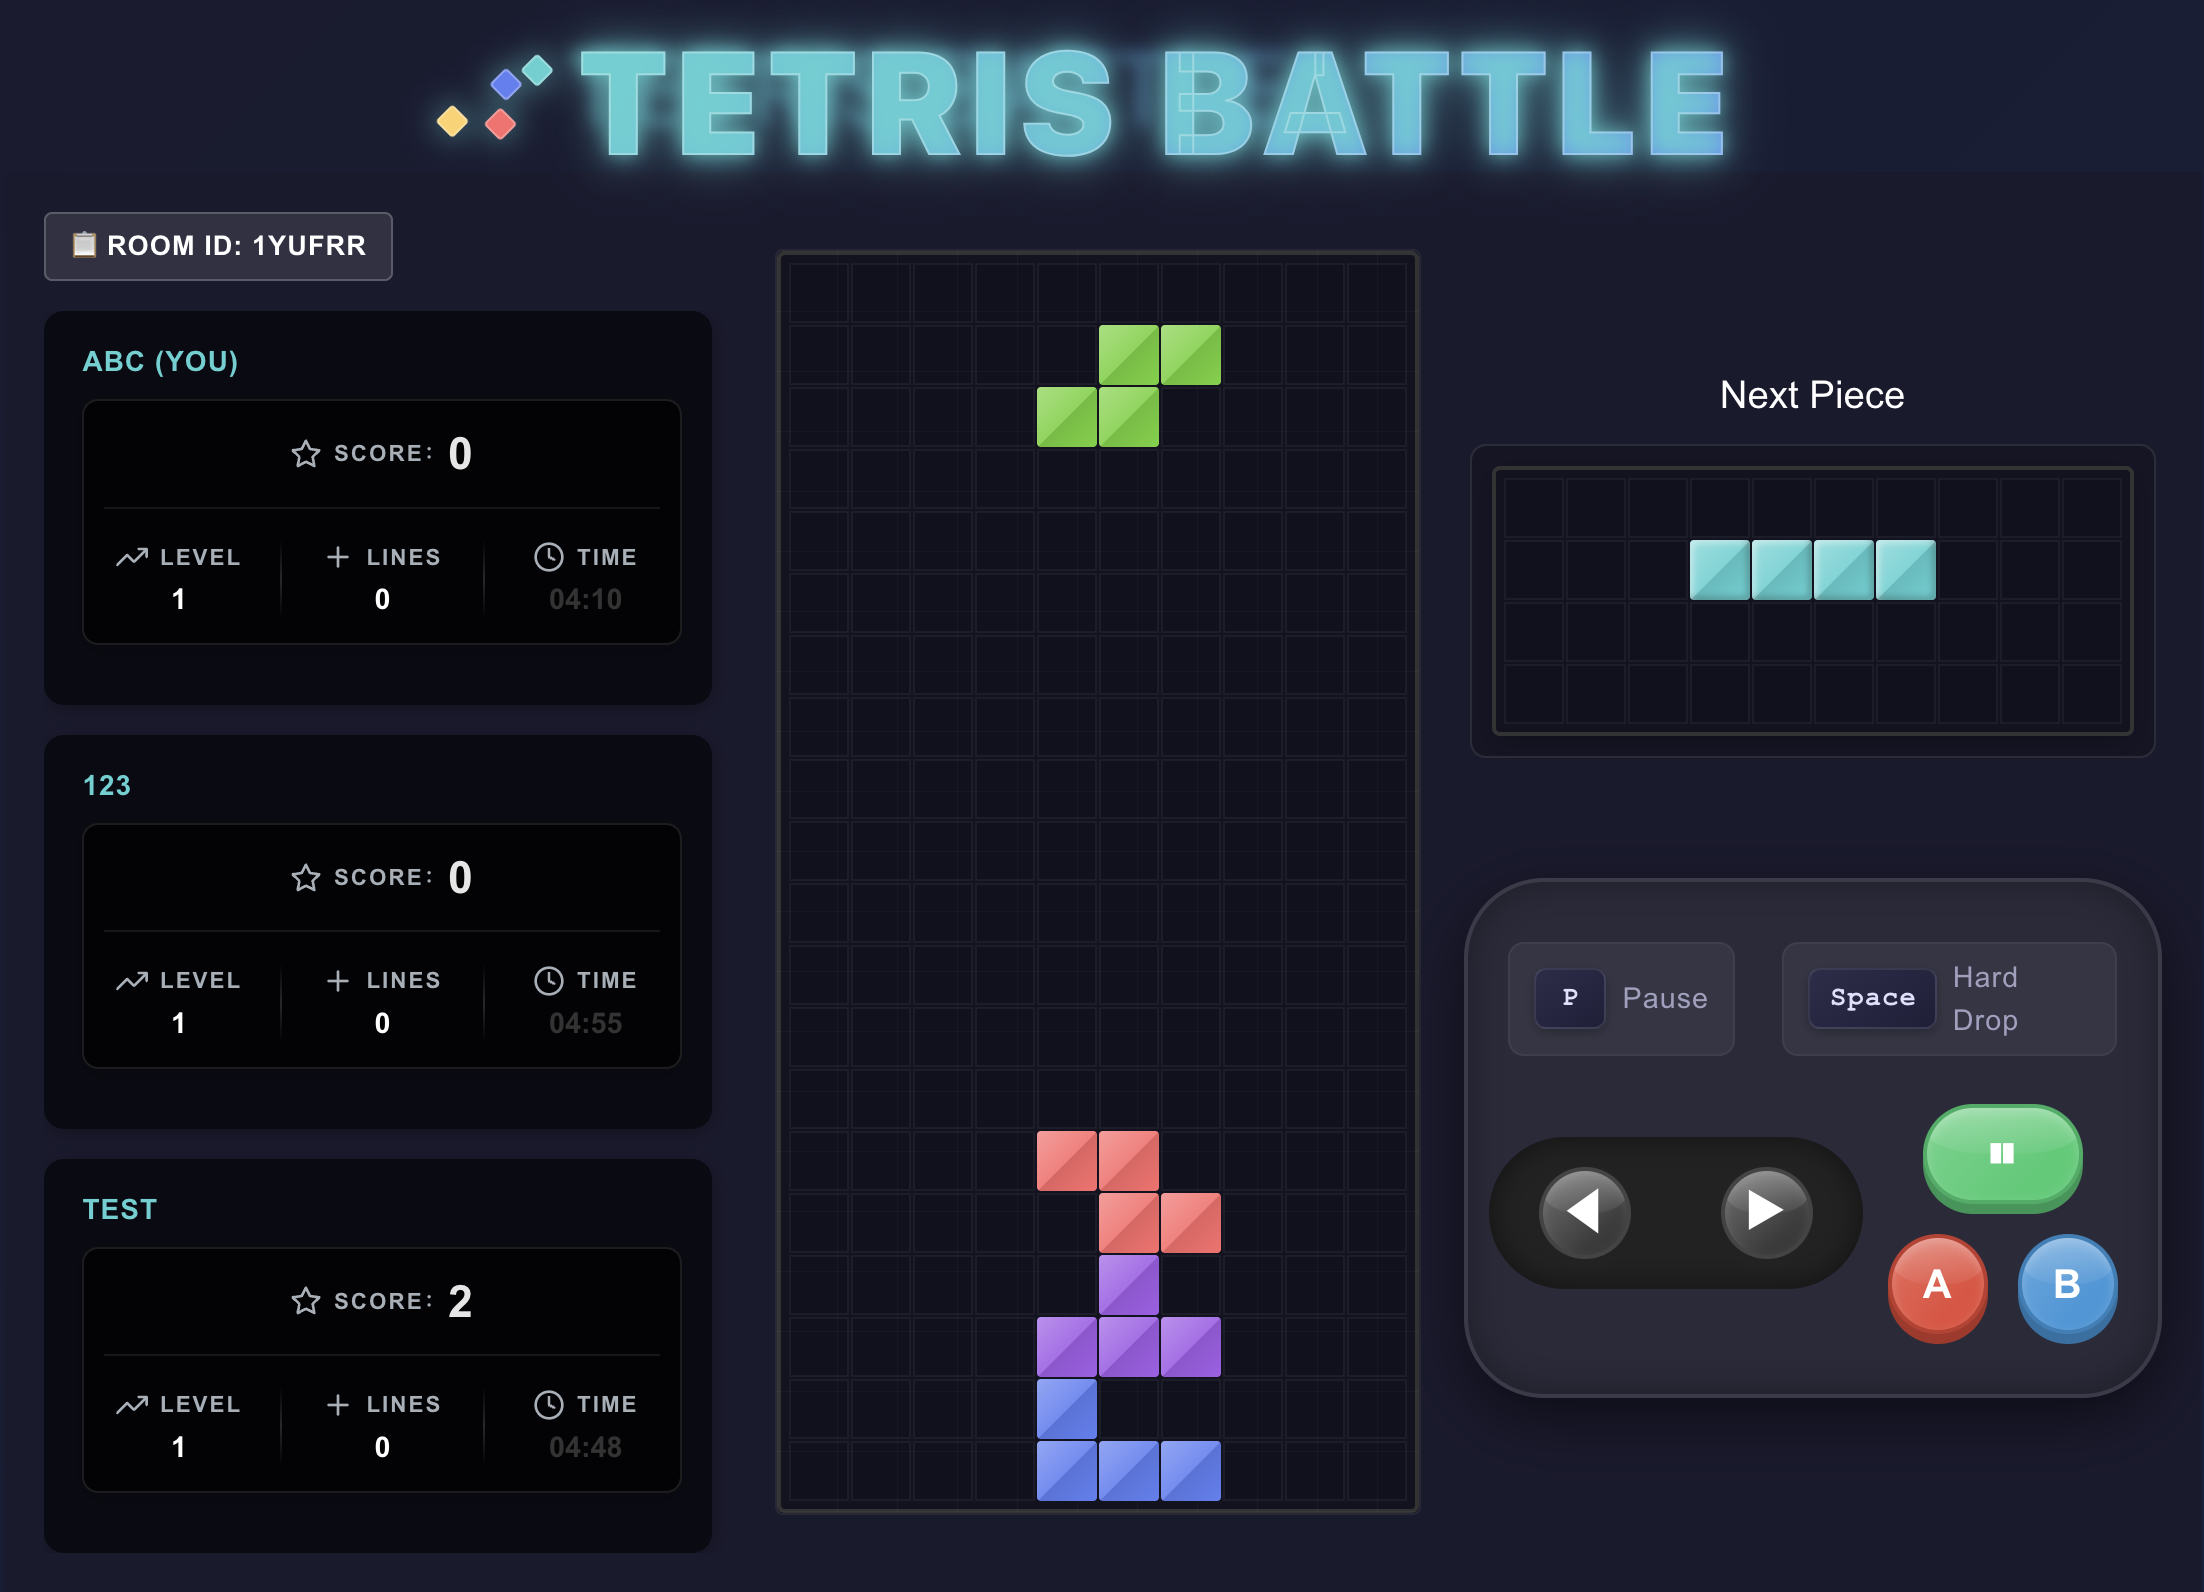 TETRIS BATTLE
ROOM ID: 1YUFRR
ABC (YOU)
SCORE: 0
LEVEL
1
LINES
0
TIME
04:10
123
SCORE: 0
LEVEL
1
LINES
0
TIME
04:55
TEST
SCORE: 2
LEVEL
1
LINES
0
TIME
04:48
Next Piece
P Pause
Space Hard
Drop
A
B